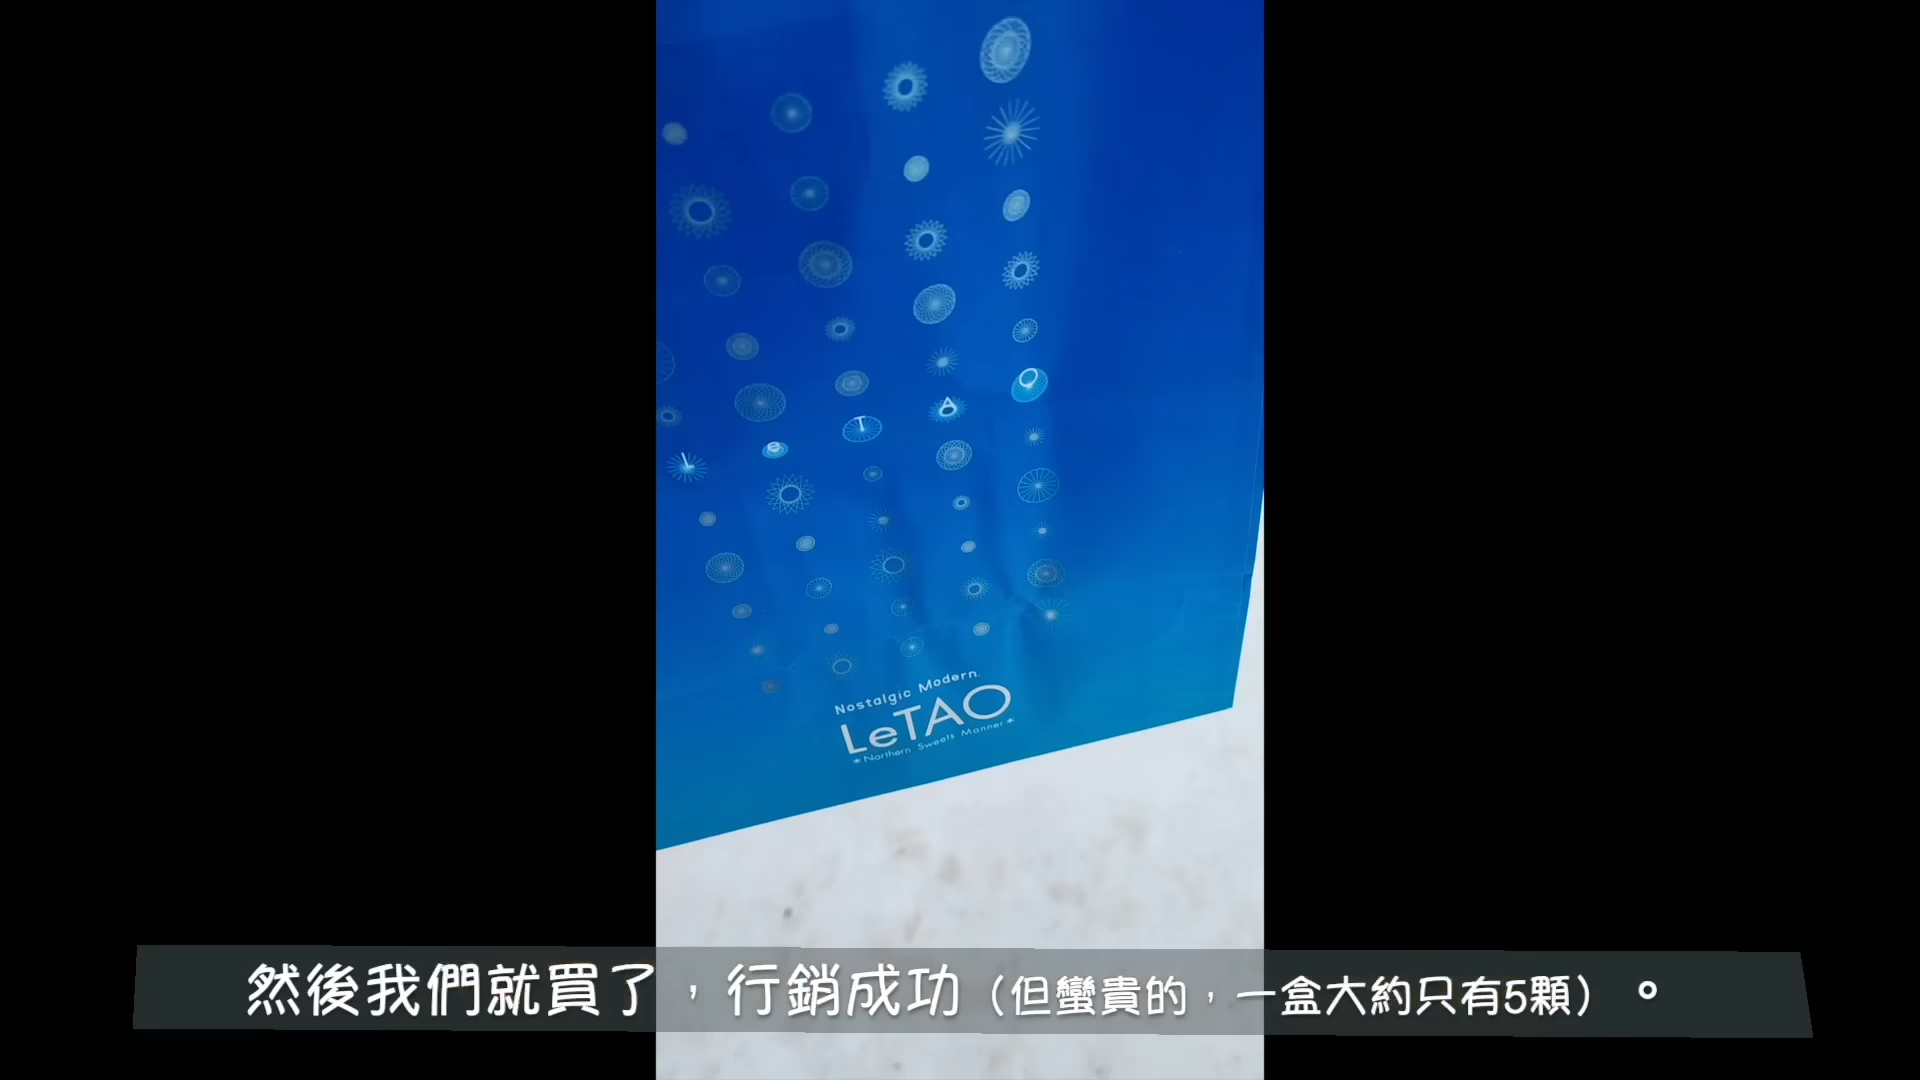 L e T A O
Nostalgic Modern.
LeTAO
*Northern Sweets Manner*
然後我們就買了，行銷成功（但蠻貴的，一盒大約只有5顆）。